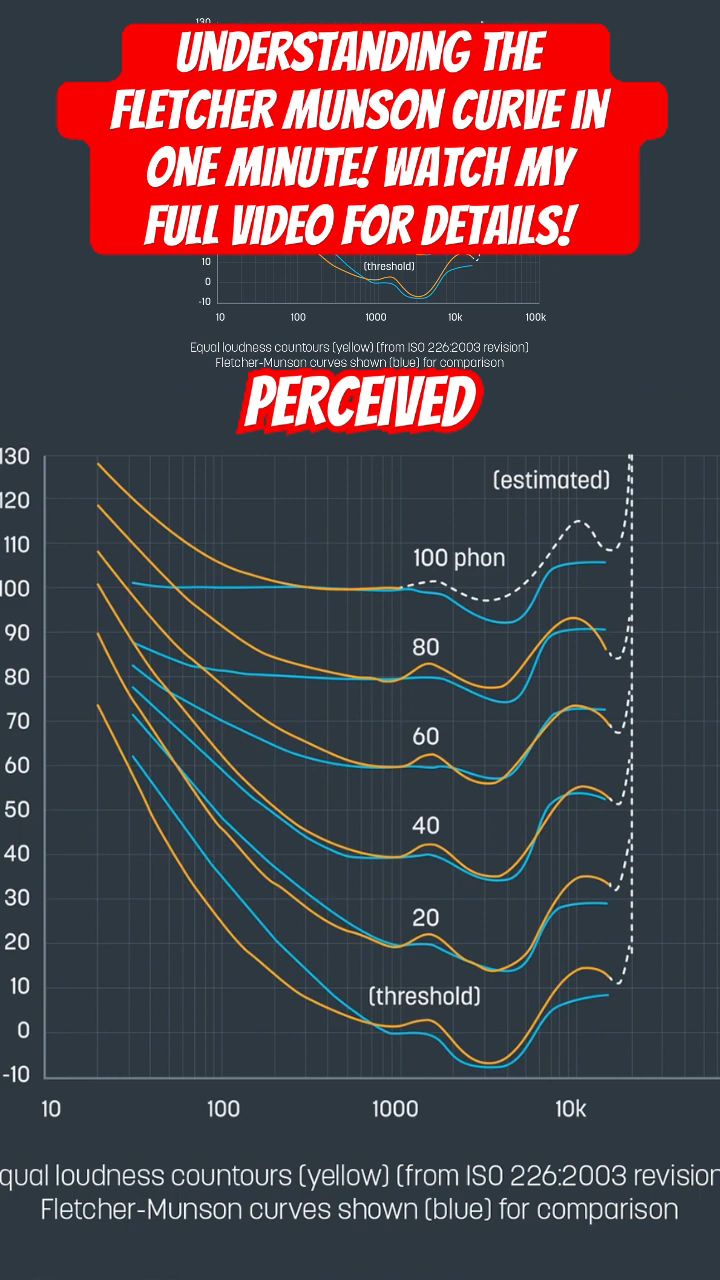 130
UNDERSTANDING THE
FLETCHER MUNSON CURVE IN
ONE MINUTE! WATCH MY
FULL VIDEO FOR DETAILS!
10
(threshold)
0
-10
10 100 1000 10k 100k
Equal loudness countours (yellow) (from ISO 226:2003 revision)
Fletcher-Munson curves shown (blue) for comparison
PERCEIVED
130
(estimated)
120
110
100 phon
100
90
80
80
70
60
60
50
40
40
30
20
20
10
(threshold)
0
-10
10 100 1000 10k
qual loudness countours (yellow) (from ISO 226:2003 revision
Fletcher-Munson curves shown (blue) for comparison